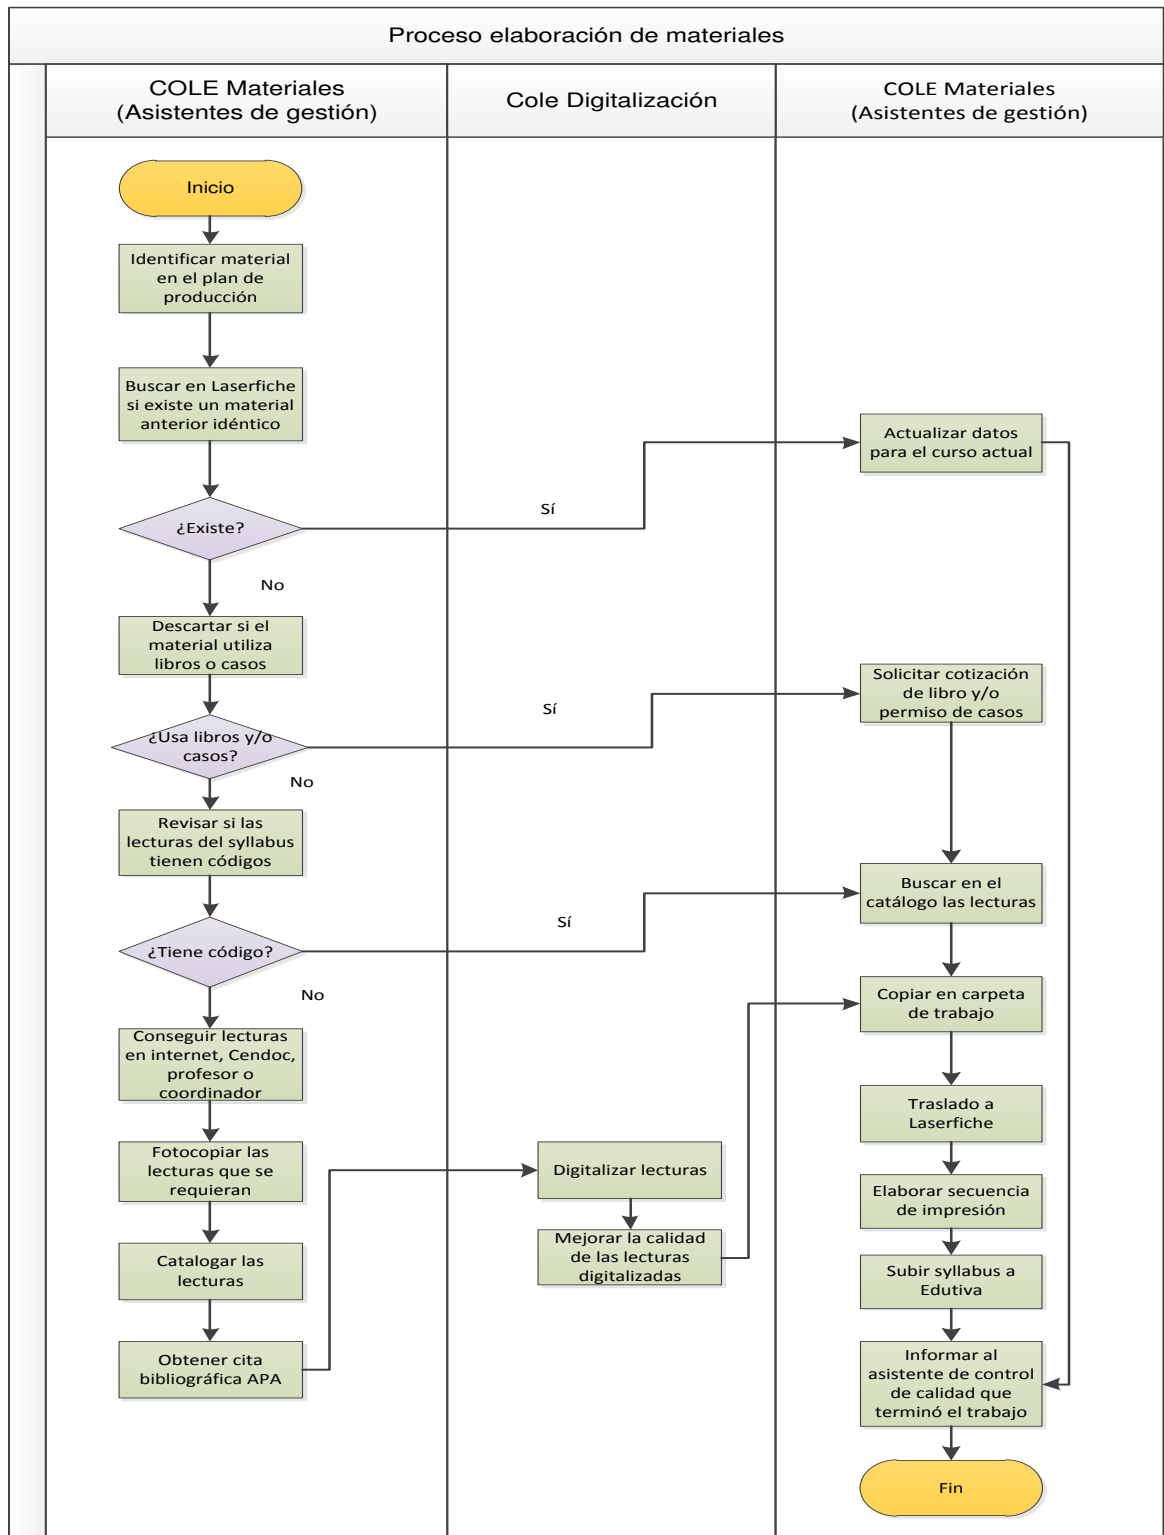 Proceso elaboración de materiales
COLE Materiales
(Asistentes de gestión)
Cole Digitalización
COLE Materiales
(Asistentes de gestión)
Inicio
Identificar material
en el plan de
producción
Buscar en Laserfiche
si existe un material
anterior idéntico
Actualizar datos
para el curso actual
Sí
¿Existe?
No
Descartar si el
material utiliza
libros o casos
Solicitar cotización
de libro y/o
permiso de casos
Sí
¿Usa libros y/o
casos?
No
Revisar si las
lecturas del syllabus
tienen códigos
Buscar en el
catálogo las lecturas
Sí
¿Tiene código?
No
Copiar en carpeta
de trabajo
Conseguir lecturas
en internet, Cendoc,
profesor o
coordinador
Traslado a
Laserfiche
Fotocopiar las
lecturas que se
requieran
Digitalizar lecturas
Elaborar secuencia
de impresión
Mejorar la calidad
de las lecturas
digitalizadas
Catalogar las
lecturas
Subir syllabus a
Edutiva
Obtener cita
bibliográfica APA
Informar al
asistente de control
de calidad que
terminó el trabajo
Fin